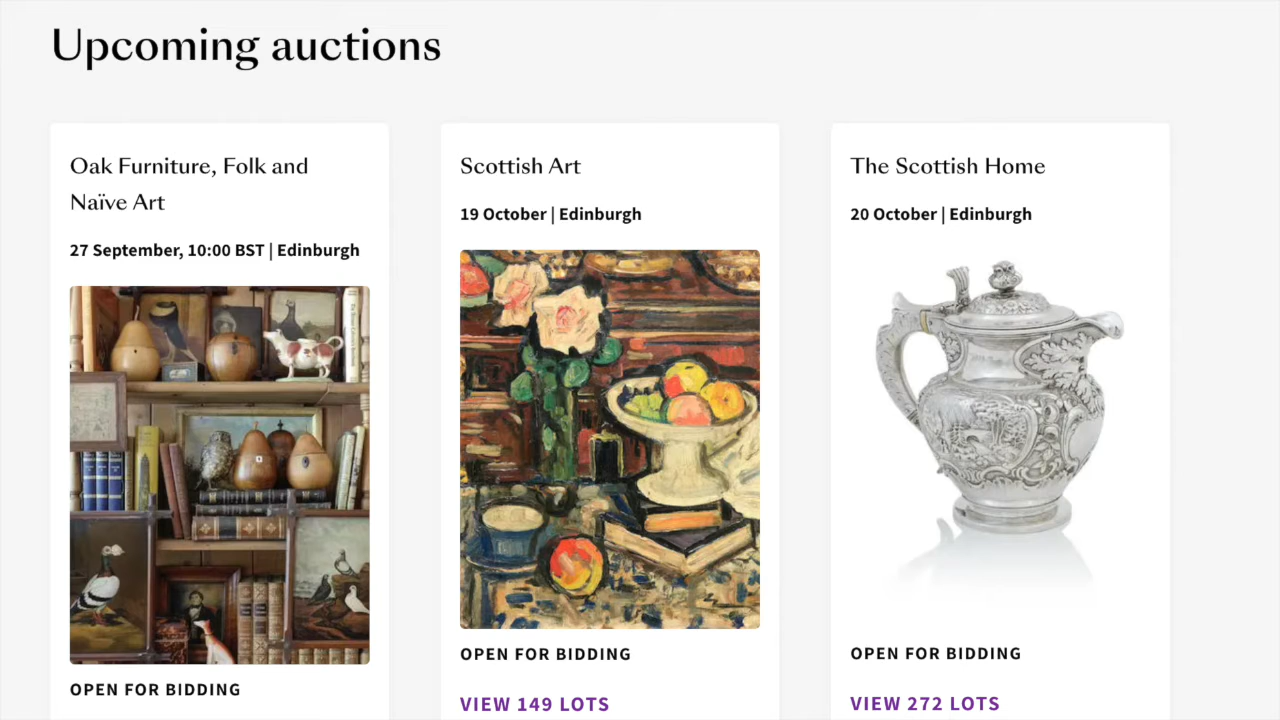 Upcoming auctions
Oak Furniture, Folk and
Naïve Art
27 September, 10:00 BST | Edinburgh
OPEN FOR BIDDING
Scottish Art
19 October | Edinburgh
OPEN FOR BIDDING
VIEW 149 LOTS
The Scottish Home
20 October | Edinburgh
OPEN FOR BIDDING
VIEW 272 LOTS